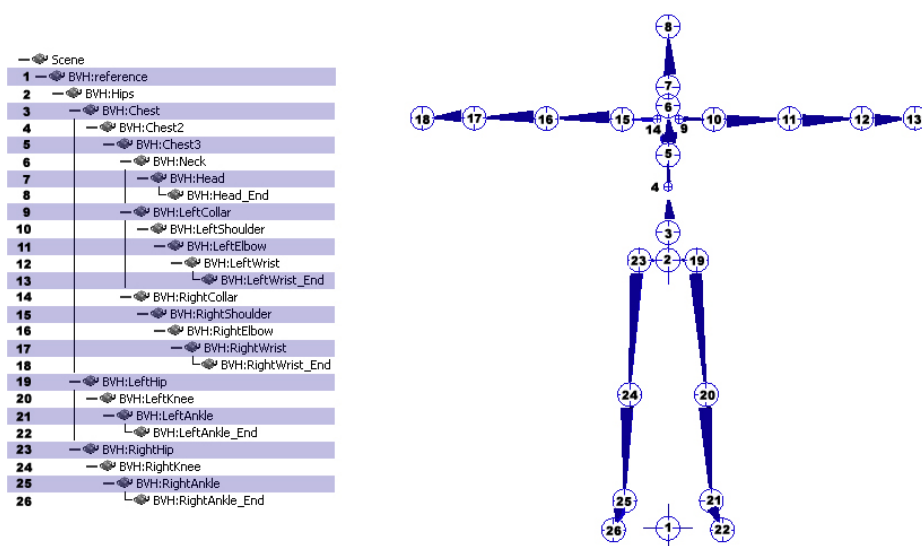 Scene
1 BVH:reference
2 BVH:Hips
3 BVH:Chest
4 BVH:Chest2
5 BVH:Chest3
6 BVH:Neck
7 BVH:Head
8 BVH:Head_End
9 BVH:LeftCollar
10 BVH:LeftShoulder
11 BVH:LeftElbow
12 BVH:LeftWrist
13 BVH:LeftWrist_End
14 BVH:RightCollar
15 BVH:RightShoulder
16 BVH:RightElbow
17 BVH:RightWrist
18 BVH:RightWrist_End
19 BVH:LeftHip
20 BVH:LeftKnee
21 BVH:LeftAnkle
22 BVH:LeftAnkle_End
23 BVH:RightHip
24 BVH:RightKnee
25 BVH:RightAnkle
26 BVH:RightAnkle_End
8
7
6
18 17 16 15 14 9 10 11 12 13
5
4
3
23 2 19
24 20
25 21
26 1 22